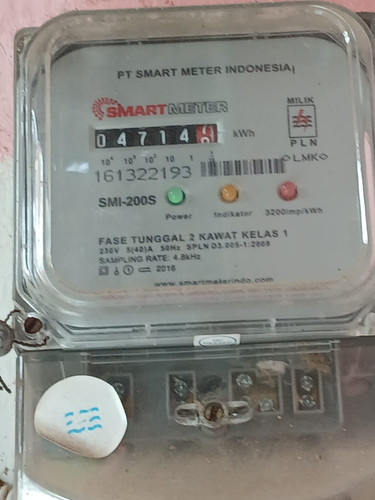 PT SMART METER INDONESIA
SMART METER
MILIK
PLN
04714 kWh
10⁴ 10³ 10² 10 1
LMK
161322193
SMI-200S
Power Indikator 3200imp/kWh
FASE TUNGGAL 2 KAWAT KELAS 1
230V 5(40)A 50Hz SPLN D3.005-1:2008
SAMPLING RATE: 4.8kHz
2016
www.smartmeterindo.com